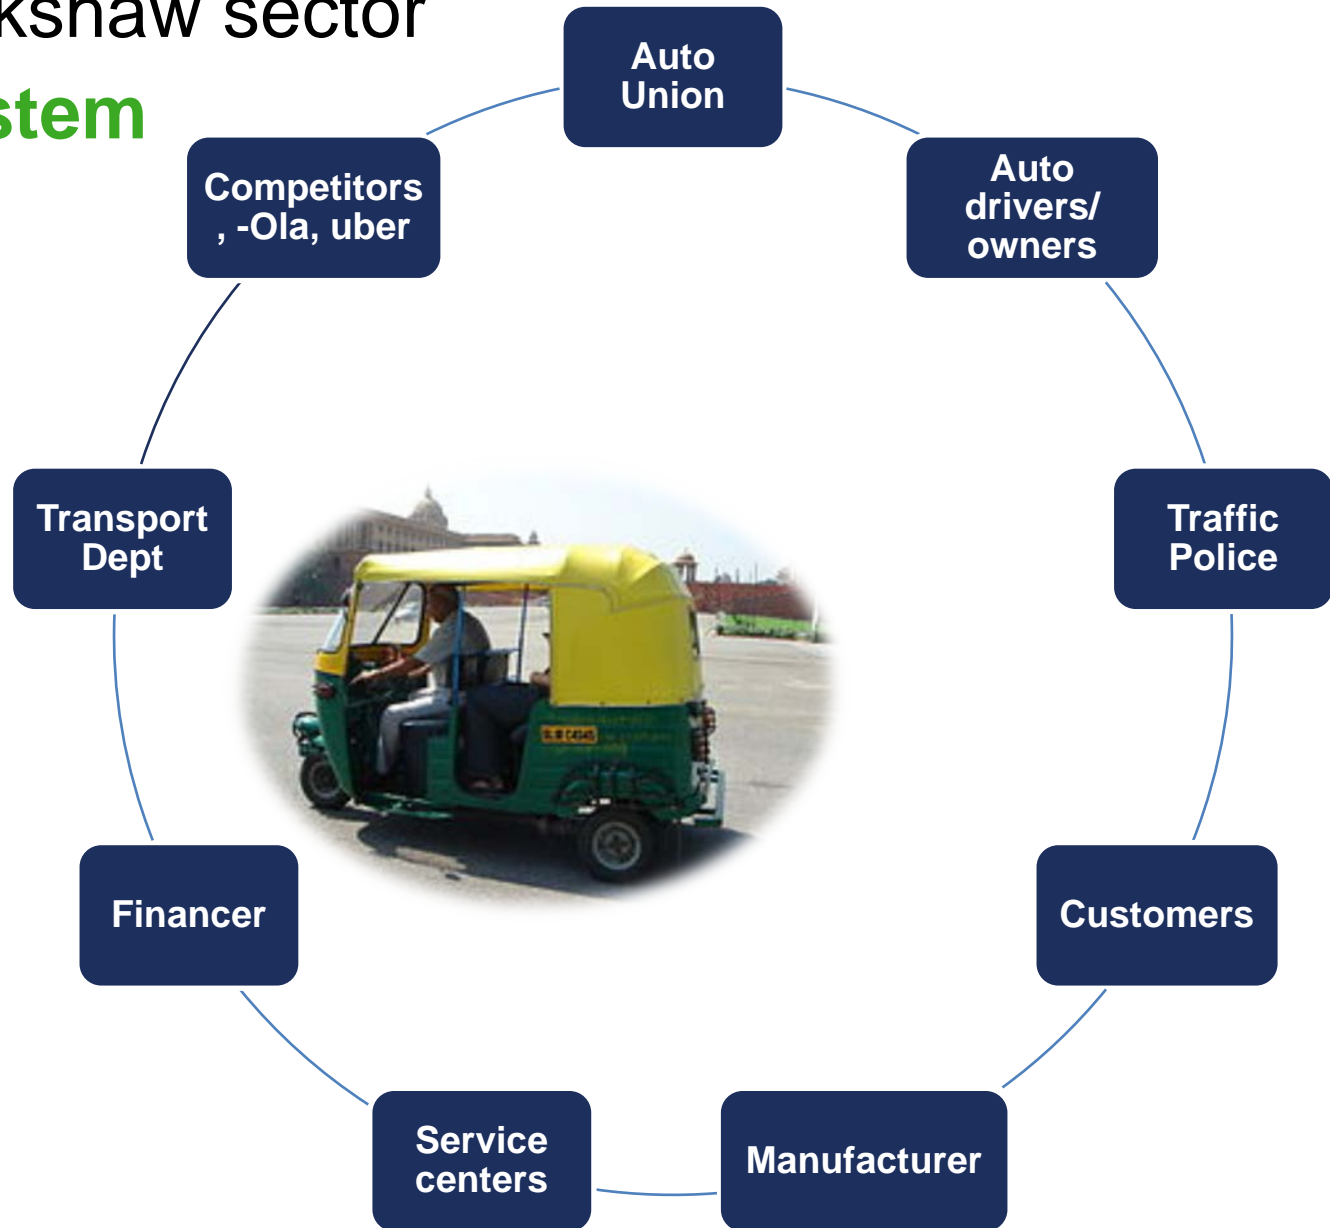 kshaw sector
stem
Auto
Union
Auto
drivers/
owners
Traffic
Police
Customers
Manufacturer
Service
centers
Financer
Transport
Dept
Competitors
, -Ola, uber